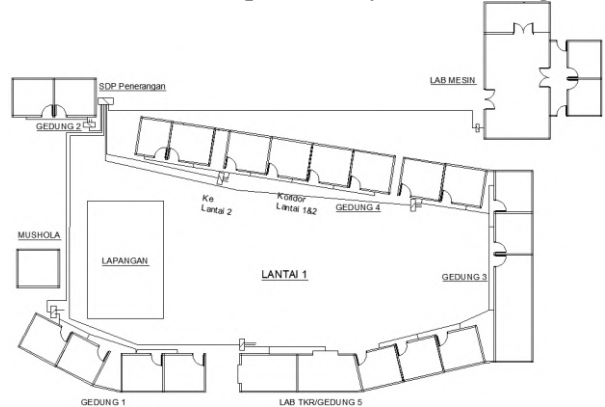 SDP Penerangan
LAB MESIN
GEDUNG 2
Ke
Lantai 2
Koridor
Lantai 1&2
GEDUNG 4
MUSHOLA
LAPANGAN
LANTAI 1
GEDUNG 3
GEDUNG 1
LAB TKR/GEDUNG 5